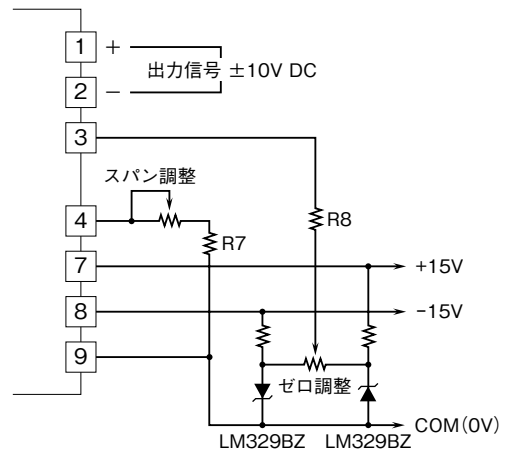 1 +
出力信号 ±10V DC
2 −
3
スパン調整
4
R7
R8
7
+15V
8
−15V
9
ゼロ調整
COM(0V)
LM329BZ LM329BZ